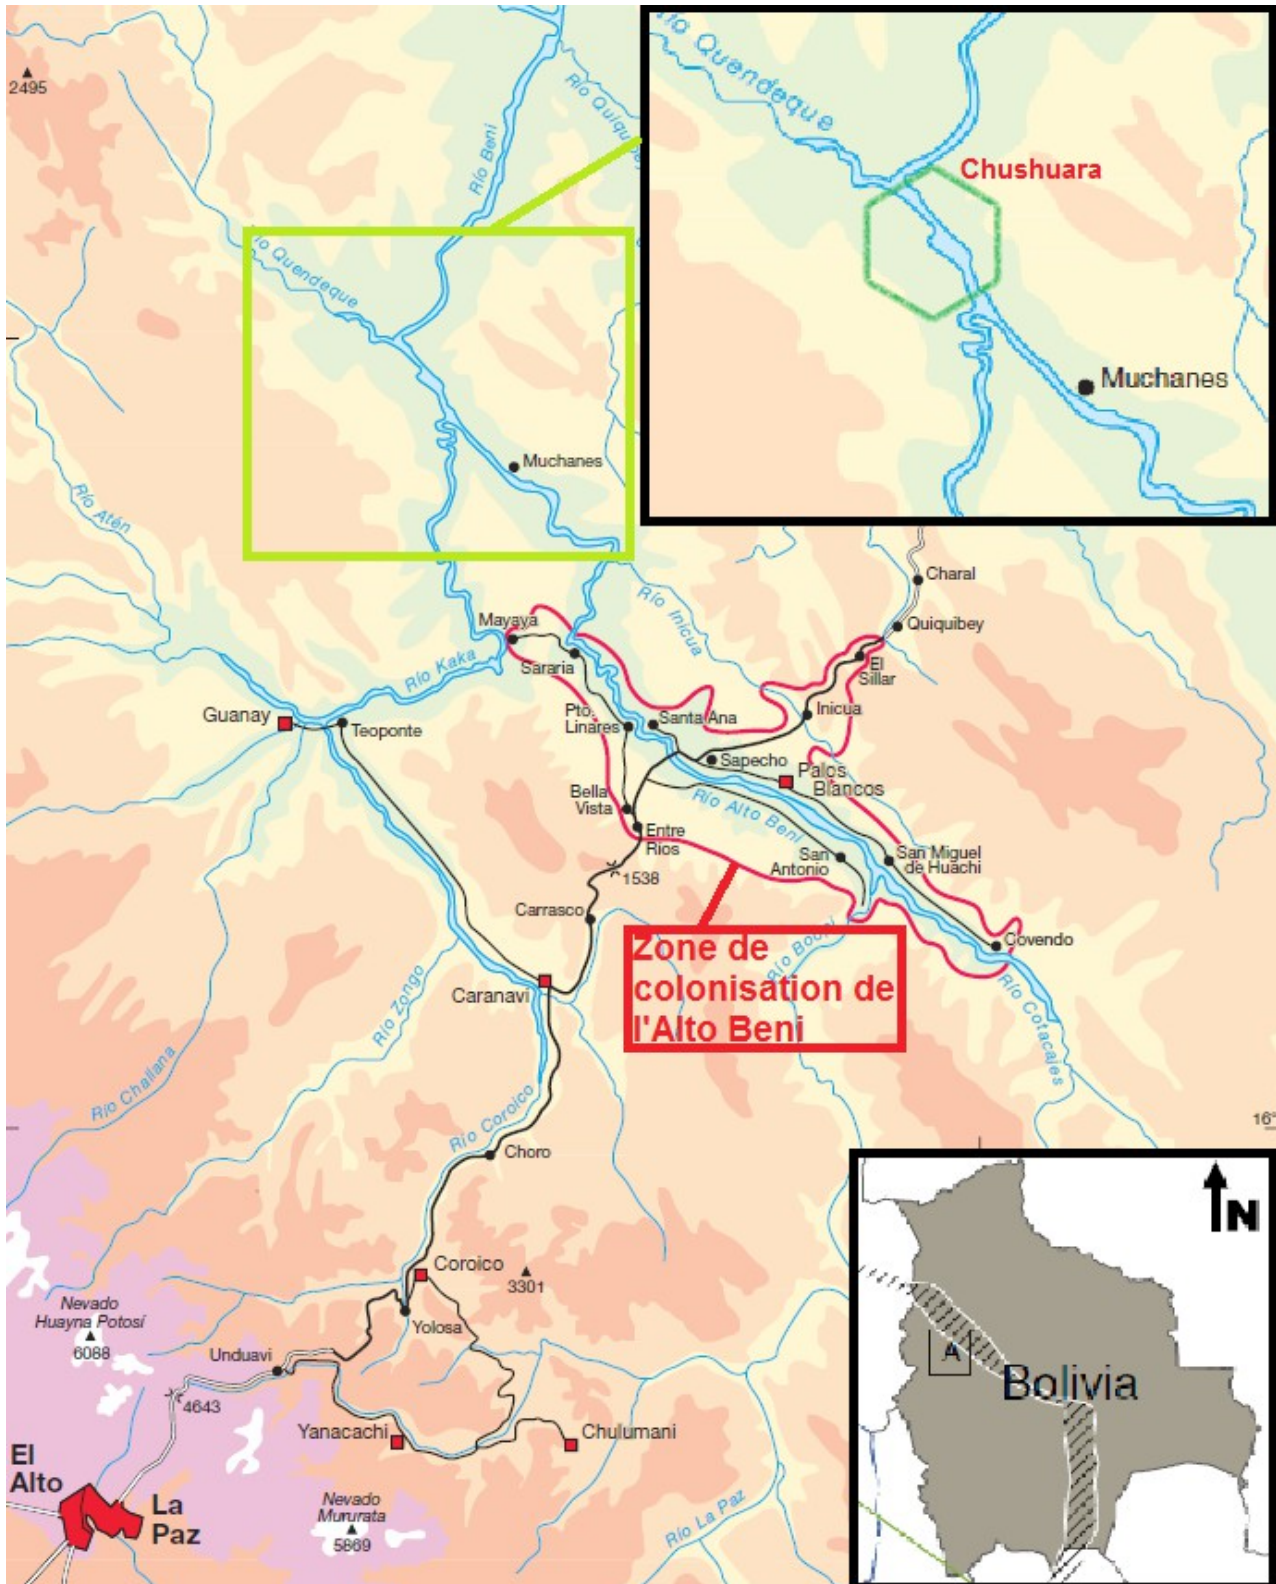 2495
Río Beni
Río Quiquibey
Río Quendeque
Chushuara
Muchanes
ío Quendeque
Muchanes
Río Atén
Charal
Río Inicua
Quiquibey
Mayaya
Sararia
El
Sillar
Río Kaka
Guanay
Teoponte
Pto.
Linares
Santa Ana
Inicua
Sapecho
Palos
Blancos
Bella
Vista
Río Alto Beni
Entre
Rios
San
Antonio
San Miguel
de Huachi
1538
Carrasco
Zone de
colonisation de
l'Alto Beni
Río Boopi
Covendo
Caranavi
Río Zongo
Río Cotacajes
Río Challana
Río Coroico
16°
Choro
N
Coroico
3301
Nevado
Huayna Potosí
6088
Yolosa
Unduavi
A
Bolivia
4643
Yanacachi
Chulumani
El
Alto
La
Paz
Nevado
Mururata
5869
Río La Paz